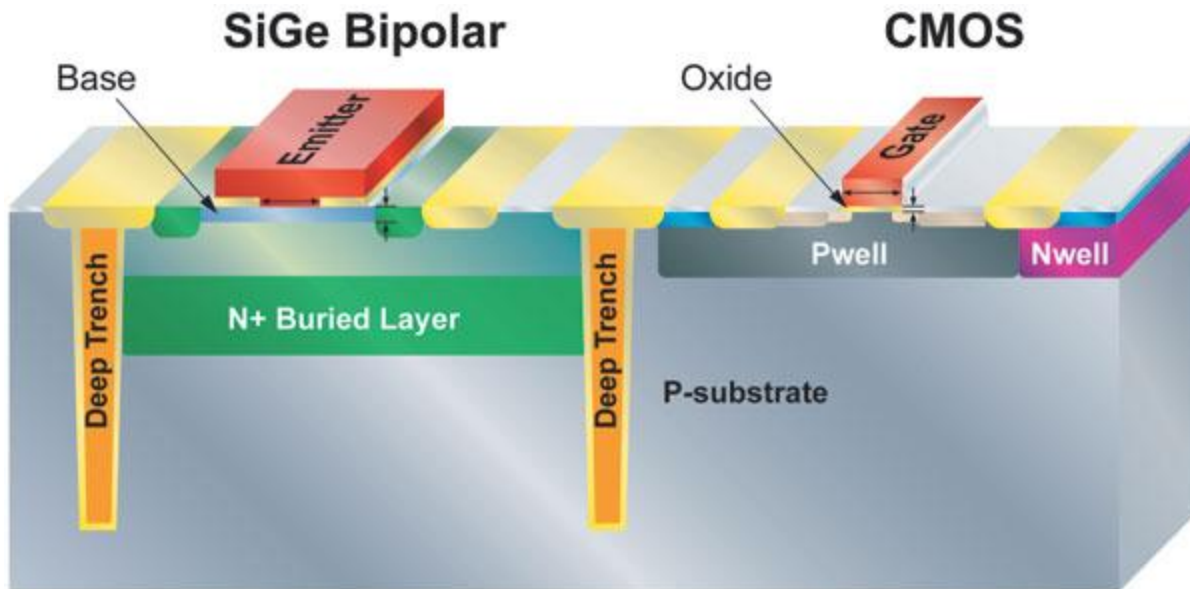 SiGe Bipolar
CMOS
Base
Emitter
Oxide
Gate
Pwell
Nwell
N+ Buried Layer
Deep Trench
Deep Trench
P-substrate